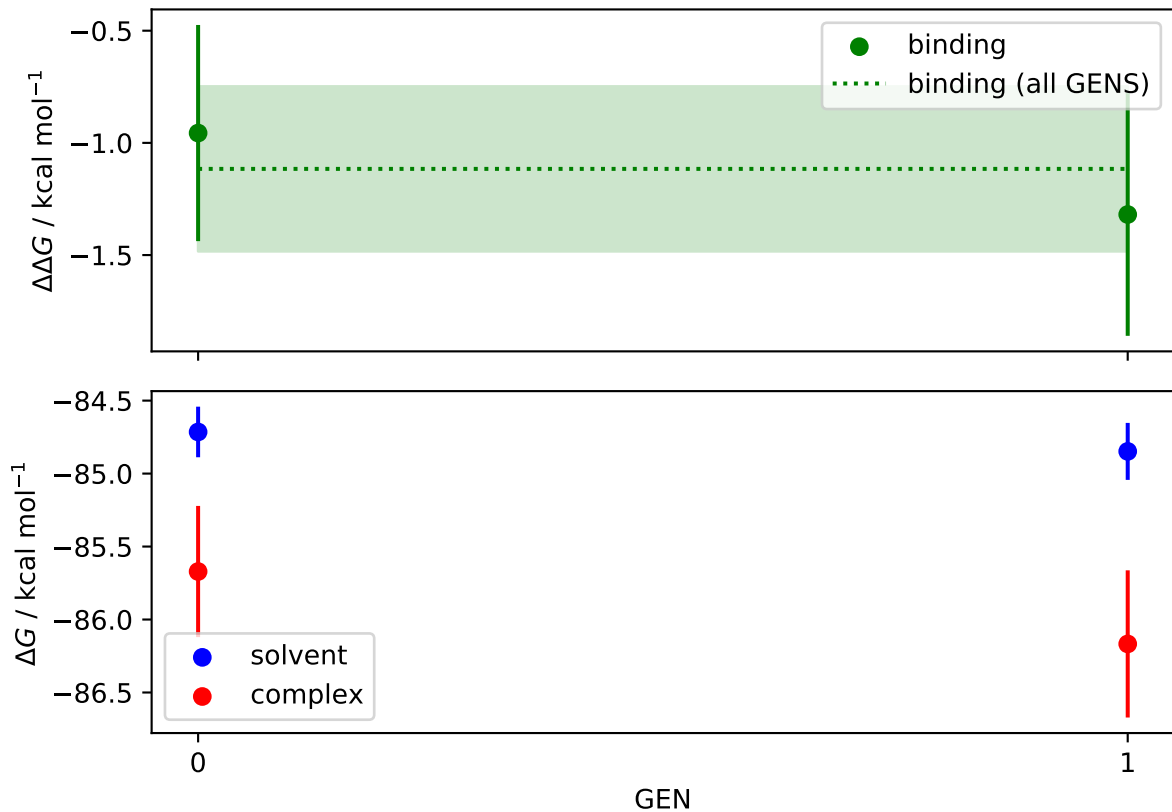 −0.5
−1.0
−1.5
ΔΔG / kcal mol⁻¹
binding
binding (all GENS)
−84.5
−85.0
−85.5
−86.0
−86.5
ΔG / kcal mol⁻¹
solvent
complex
0
1
GEN